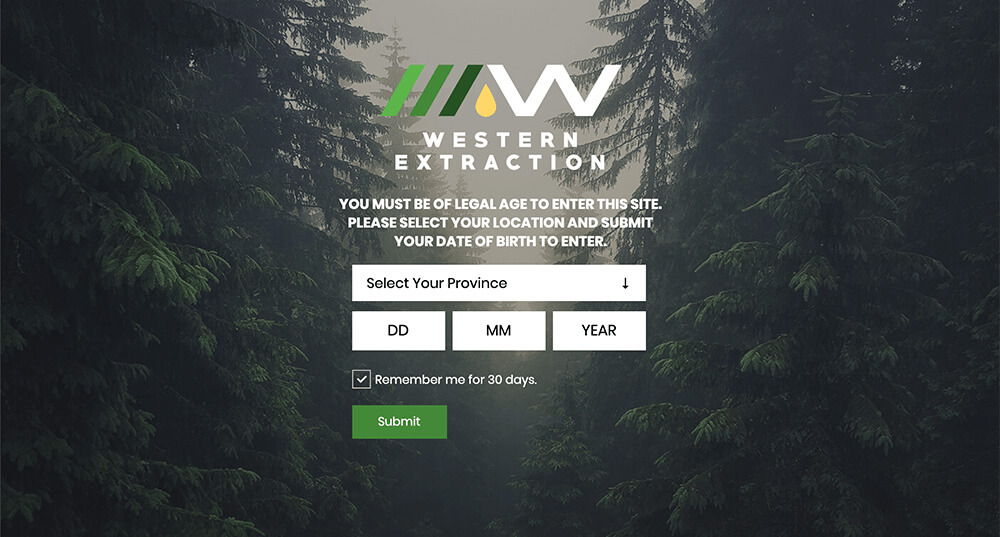 WESTERN
EXTRACTION
YOU MUST BE OF LEGAL AGE TO ENTER THIS SITE.
PLEASE SELECT YOUR LOCATION AND SUBMIT
YOUR DATE OF BIRTH TO ENTER.
Select Your Province ↓
DD MM YEAR
Remember me for 30 days.
Submit